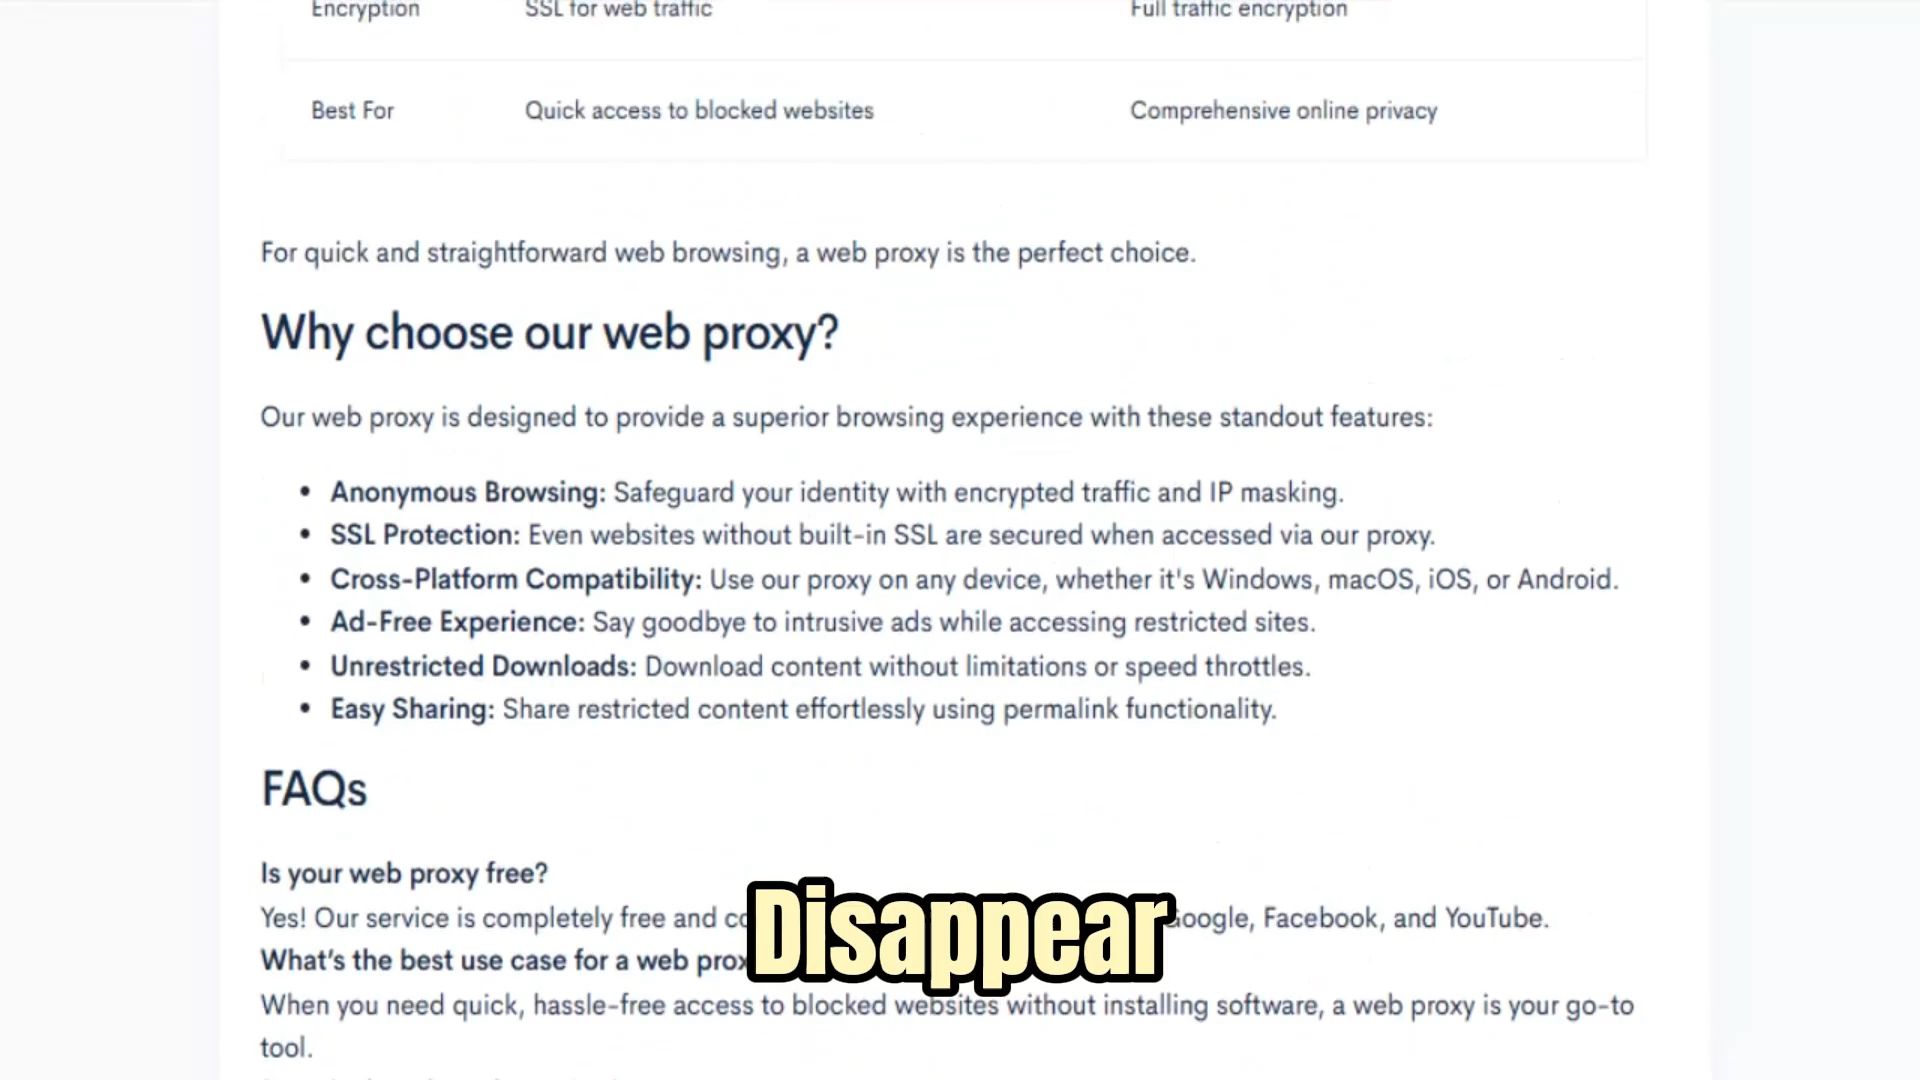 Encryption SSL for web traffic Full traffic encryption
Best For Quick access to blocked websites Comprehensive online privacy
For quick and straightforward web browsing, a web proxy is the perfect choice.
Why choose our web proxy?
Our web proxy is designed to provide a superior browsing experience with these standout features:
• Anonymous Browsing: Safeguard your identity with encrypted traffic and IP masking.
• SSL Protection: Even websites without built-in SSL are secured when accessed via our proxy.
• Cross-Platform Compatibility: Use our proxy on any device, whether it's Windows, macOS, iOS, or Android.
• Ad-Free Experience: Say goodbye to intrusive ads while accessing restricted sites.
• Unrestricted Downloads: Download content without limitations or speed throttles.
• Easy Sharing: Share restricted content effortlessly using permalink functionality.
FAQs
Is your web proxy free?
Yes! Our service is completely free and Google, Facebook, and YouTube.
Disappear
What's the best use case for a web
When you need quick, hassle-free access to blocked websites without installing software, a web proxy is your go-to
tool.